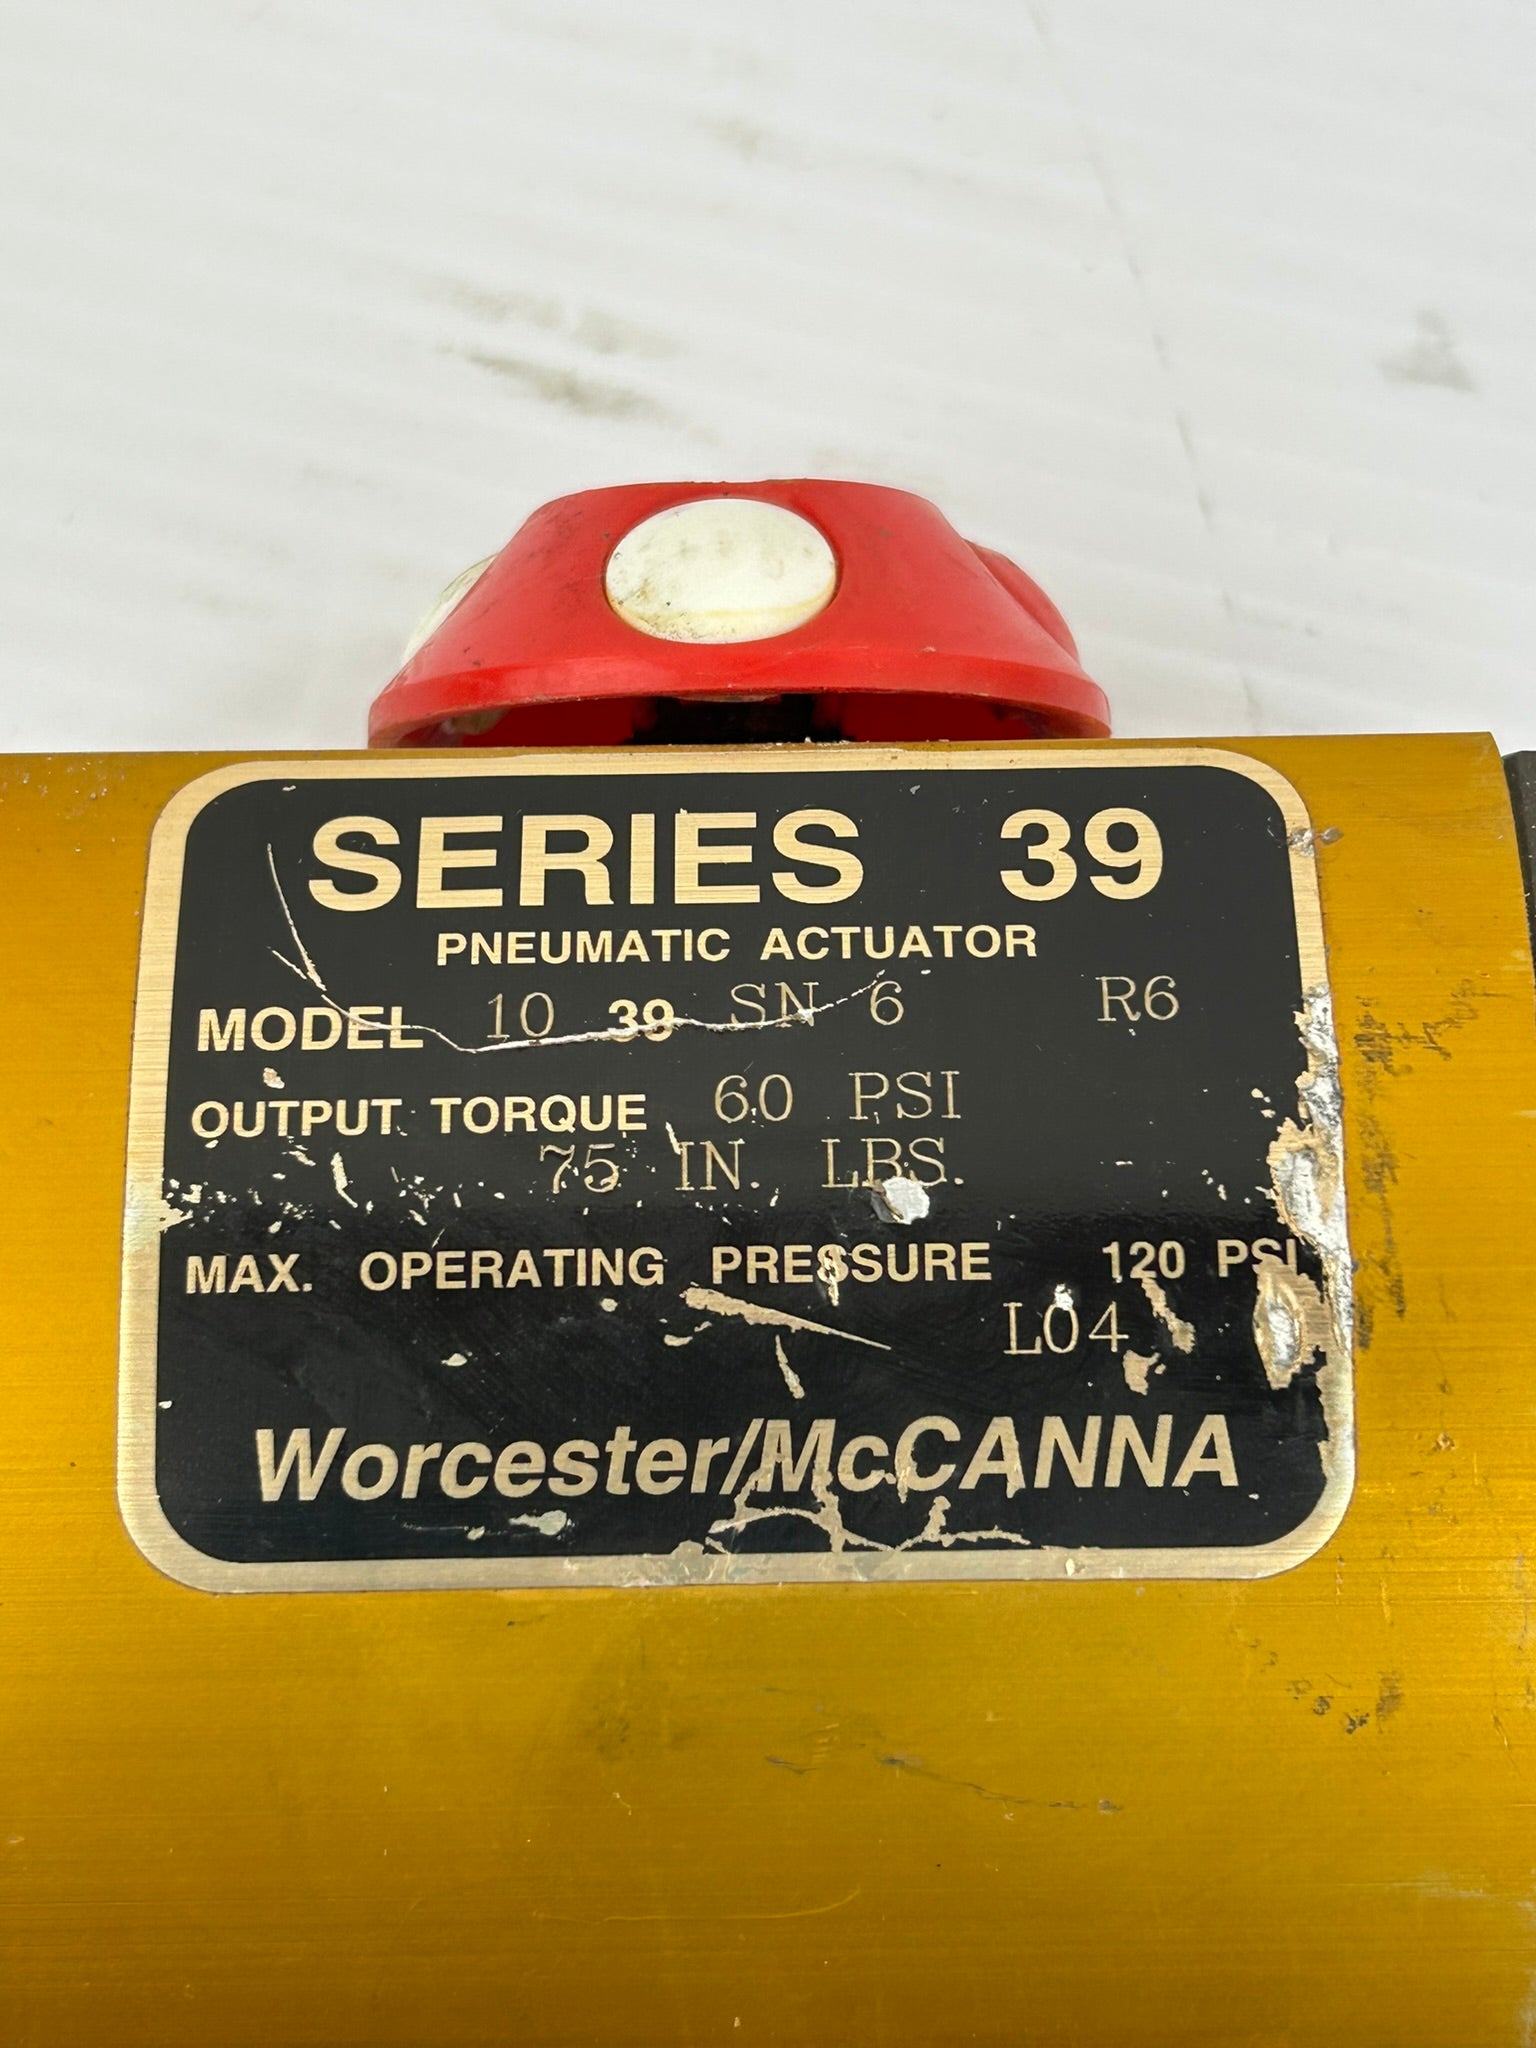 SERIES 39
PNEUMATIC ACTUATOR
MODEL 10 39 SN 6 R6
OUTPUT TORQUE 60 PSI
75 IN. LBS.
MAX. OPERATING PRESSURE 120 PSI
L04
Worcester/McCANNA